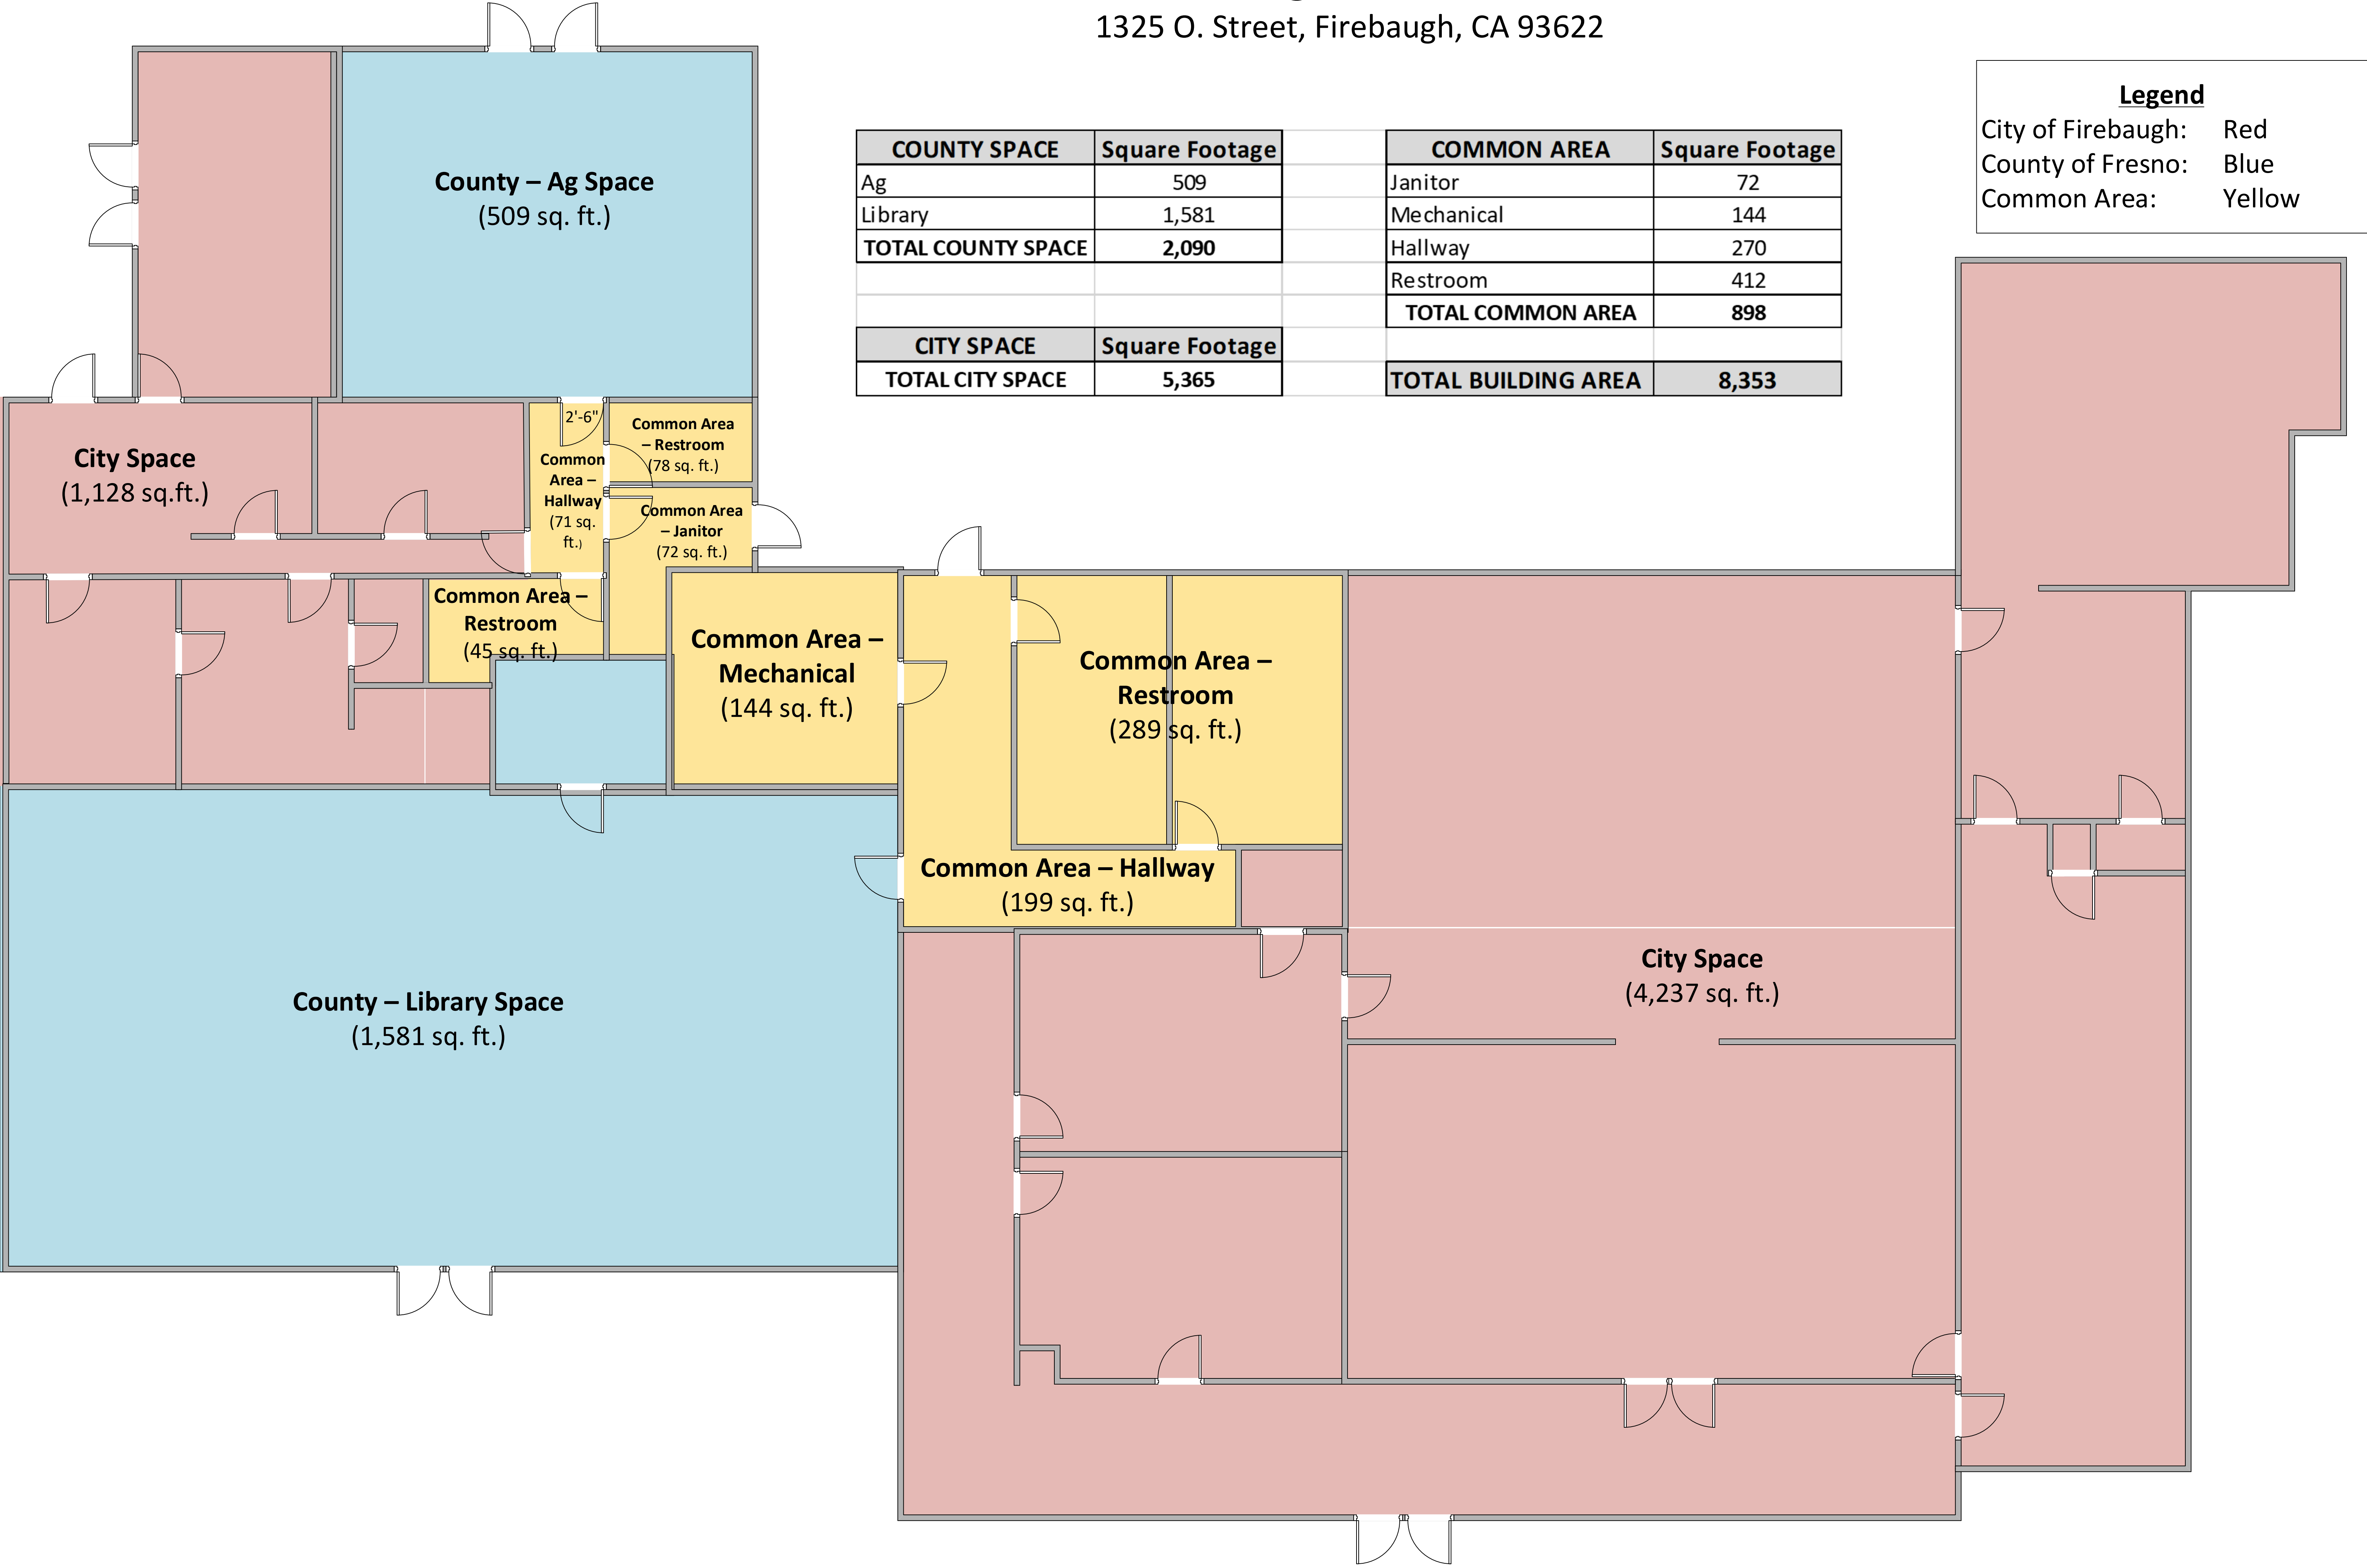 1325 O. Street, Firebaugh, CA 93622
Legend
City of Firebaugh: Red
County of Fresno: Blue
Common Area: Yellow
COUNTY SPACE Square Footage
Ag 509
Library 1,581
TOTAL COUNTY SPACE 2,090
CITY SPACE Square Footage
TOTAL CITY SPACE 5,365
COMMON AREA Square Footage
Janitor 72
Mechanical 144
Hallway 270
Restroom 412
TOTAL COMMON AREA 898
TOTAL BUILDING AREA 8,353
County – Ag Space
(509 sq. ft.)
City Space
(1,128 sq.ft.)
2'-6"
Common
Area –
Hallway
(71 sq.
ft.)
Common Area
– Restroom
(78 sq. ft.)
Common Area
– Janitor
(72 sq. ft.)
Common Area –
Restroom
(45 sq. ft.)
Common Area –
Mechanical
(144 sq. ft.)
Common Area –
Restroom
(289 sq. ft.)
Common Area – Hallway
(199 sq. ft.)
County – Library Space
(1,581 sq. ft.)
City Space
(4,237 sq. ft.)